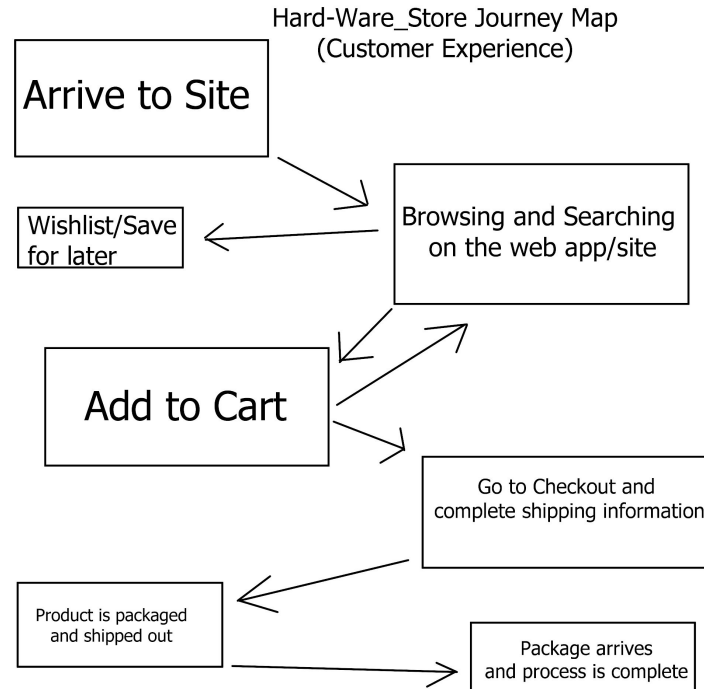 Hard-Ware_Store Journey Map
(Customer Experience)
Arrive to Site
Browsing and Searching
on the web app/site
Wishlist/Save
for later
Add to Cart
Go to Checkout and
complete shipping information
Product is packaged
and shipped out
Package arrives
and process is complete